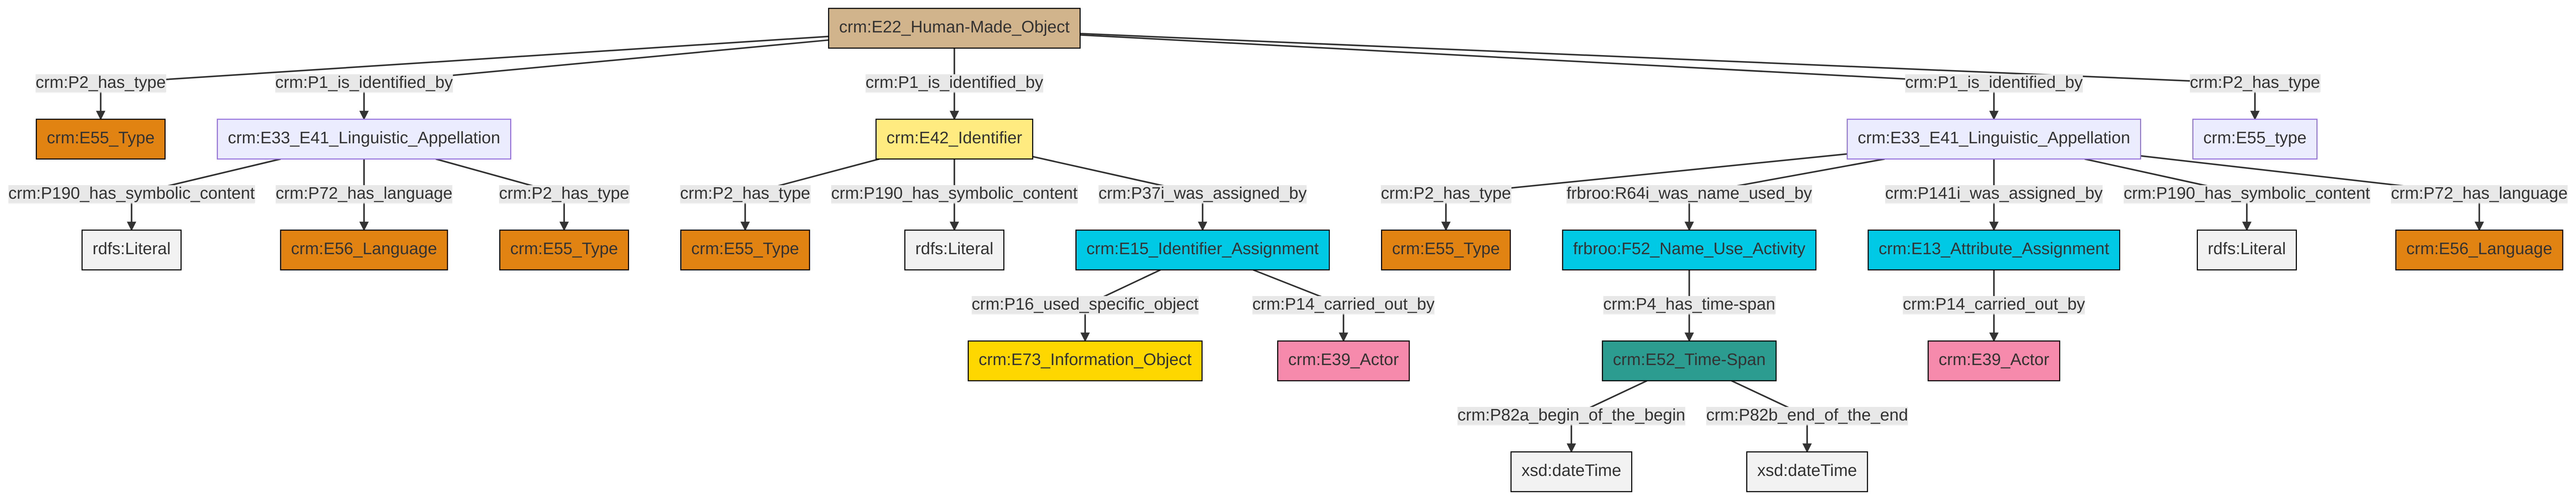 crm:E22_Human-Made_Object
crm:P2_has_type
crm:P1_is_identified_by
crm:P1_is_identified_by
crm:P1_is_identified_by
crm:P2_has_type
crm:E55_Type
crm:E33_E41_Linguistic_Appellation
crm:E42_Identifier
crm:E33_E41_Linguistic_Appellation
crm:E55_type
crm:P190_has_symbolic_content
crm:P72_has_language
crm:P2_has_type
crm:P2_has_type
crm:P190_has_symbolic_content
crm:P37i_was_assigned_by
crm:P2_has_type
frbroo:R64i_was_name_used_by
crm:P141i_was_assigned_by
crm:P190_has_symbolic_content
crm:P72_has_language
rdfs:Literal
crm:E56_Language
crm:E55_Type
crm:E55_Type
rdfs:Literal
crm:E15_Identifier_Assignment
crm:E55_Type
frbroo:F52_Name_Use_Activity
crm:E13_Attribute_Assignment
rdfs:Literal
crm:E56_Language
crm:P16_used_specific_object
crm:P14_carried_out_by
crm:P4_has_time-span
crm:P14_carried_out_by
crm:E73_Information_Object
crm:E39_Actor
crm:E52_Time-Span
crm:E39_Actor
crm:P82a_begin_of_the_begin
crm:P82b_end_of_the_end
xsd:dateTime
xsd:dateTime